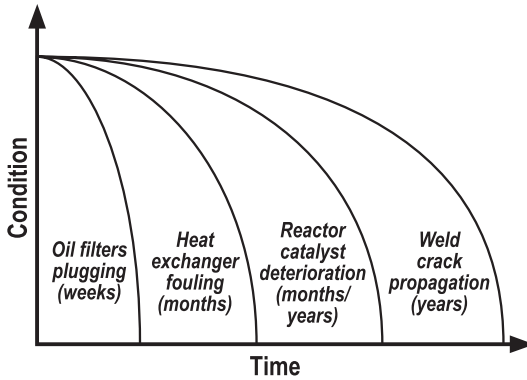 Condition
Oil filters
plugging
(weeks)
Heat
exchanger
fouling
(months)
Reactor
catalyst
deterioration
(months/
years)
Weld
crack
propagation
(years)
Time